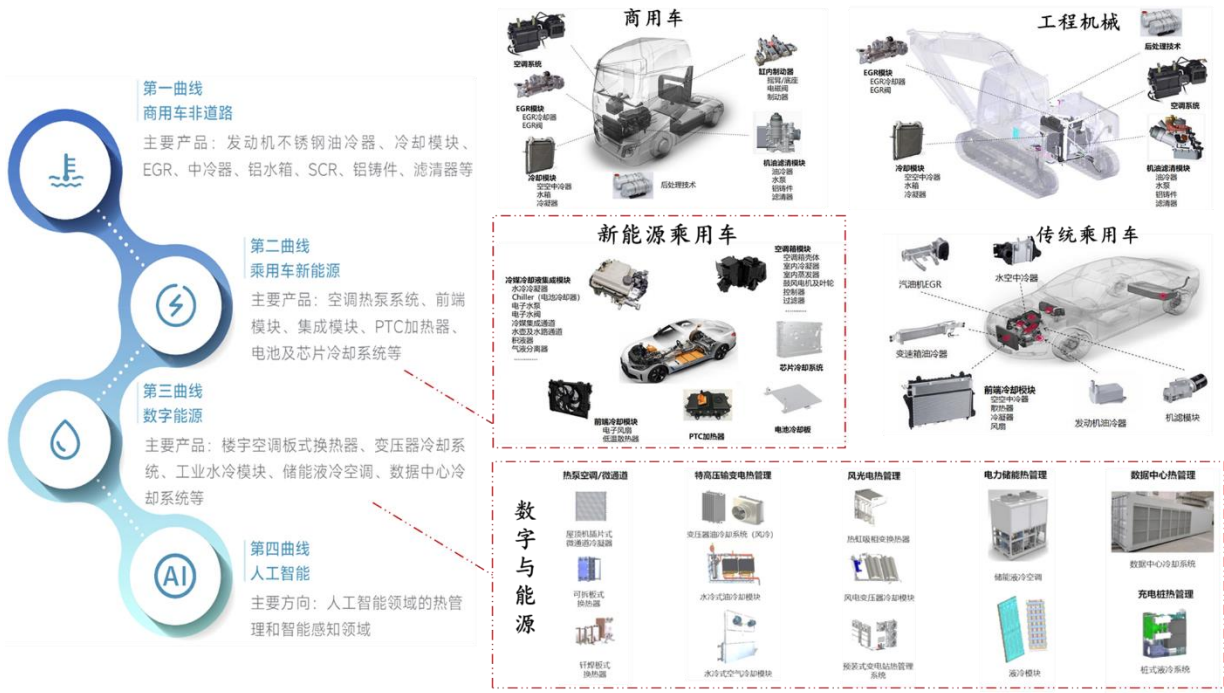 第一曲线
商用车非道路
主要产品：发动机不锈钢油冷器、冷却模块、
EGR、中冷器、铝水箱、SCR、铝铸件、滤清器等
第二曲线
乘用车新能源
主要产品：空调热泵系统、前端
模块、集成模块、PTC加热器、
电池及芯片冷却系统等
第三曲线
数字能源
主要产品：楼宇空调板式换热器、变压器冷却系
统、工业水冷模块、储能液冷空调、数据中心冷
却系统等
AI
第四曲线
人工智能
主要方向：人工智能领域的热管
理和智能感知领域
商用车
空调系统
EGR模块
EGR冷却器
EGR阀
冷却模块
空空中冷器
水箱
冷凝器
后处理技术
缸内制动器
摇臂/底座
电磁阀
制动器
机油滤清模块
油冷器
水泵
铝铸件
滤清器
工程机械
后处理技术
EGR模块
EGR冷却器
EGR阀
空调系统
冷却模块
空空中冷器
水箱
冷凝器
机油滤清模块
油冷器
水泵
铝铸件
滤清器
新能源乘用车
冷媒冷却液集成模块
水冷冷凝器
Chiller（电池冷却器）
电子水泵
电子水阀
冷媒集成通道
水壶及水路通道
积液器
气液分离器
空调箱模块
空调箱壳体
室内冷凝器
室内蒸发器
鼓风电机及叶轮
控制器
过滤器
芯片冷却系统
前端冷却模块
电子风扇
低温散热器
PTC加热器
电池冷却板
传统乘用车
汽油机EGR
水空中冷器
变速箱油冷器
前端冷却模块
空空中冷器
散热器
冷凝器
风扇
发动机油冷器
机滤模块
数字与能源
热泵空调/微通道
屋顶机插片式
微通道冷凝器
可拆板式
换热器
钎焊板式
换热器
特高压输变电热管理
变压器油冷却系统（风冷）
水冷式油冷却模块
水冷式空气冷却模块
风光电热管理
热虹吸相变换热器
风电变压器冷却模块
预装式变电站热管理
系统
电力储能热管理
储能液冷空调
液冷模块
数据中心热管理
数据中心冷却系统
充电桩热管理
桩式液冷系统